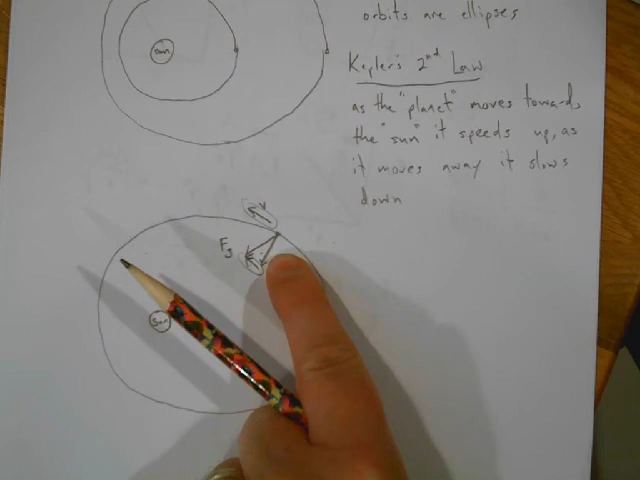 orbits are ellipses
Kepler's 2nd Law
as the "planet" moves towards
the "sun" it speeds up, as
it moves away it slows
down
sun
v
Fg
sun